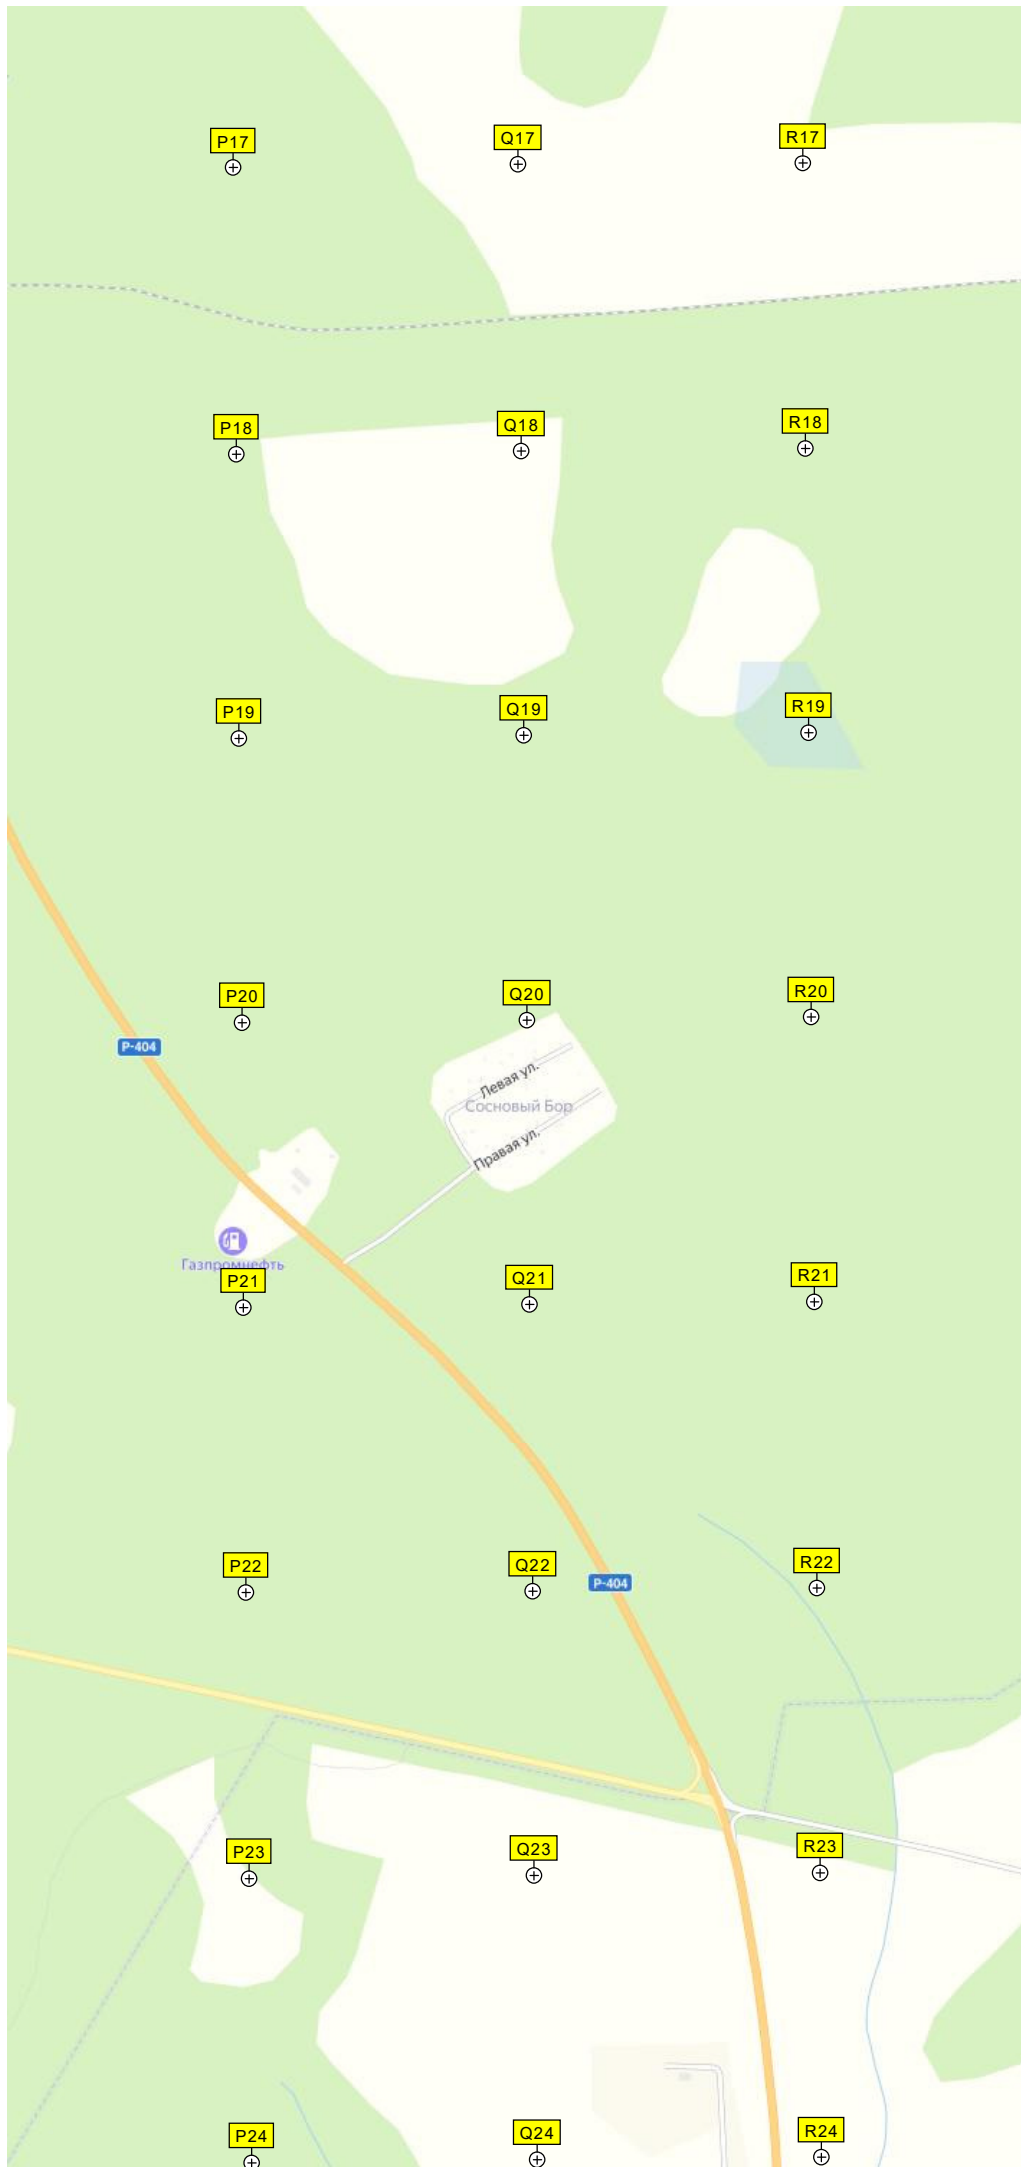 P17
Q17
R17
P18
Q18
R18
P19
Q19
R19
P20
Q20
R20
Р-404
Левая ул.
Сосновый Бор
Правая ул.
Газпромнефть
P21
Q21
R21
P22
Q22
R22
Р-404
P23
Q23
R23
P24
Q24
R24